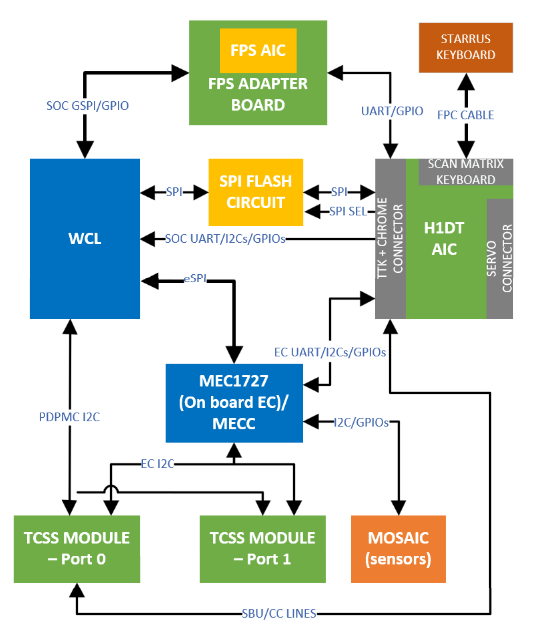 FPS AIC
FPS ADAPTER
BOARD
STARRUS
KEYBOARD
SOC GSPI/GPIO
UART/GPIO
FPC CABLE
WCL
SPI
SPI FLASH
CIRCUIT
SPI
SPI SEL
SOC UART/I2Cs/GPIOs
eSPI
TTK + CHROME
CONNECTOR
SCAN MATRIX
KEYBOARD
H1DT
AIC
SERVO
CONNECTOR
EC UART/I2Cs/GPIOs
MEC1727
(On board EC)/
MECC
PDPMC I2C
I2C/GPIOs
EC I2C
TCSS MODULE
– Port 0
TCSS MODULE
– Port 1
MOSAIC
(sensors)
SBU/CC LINES